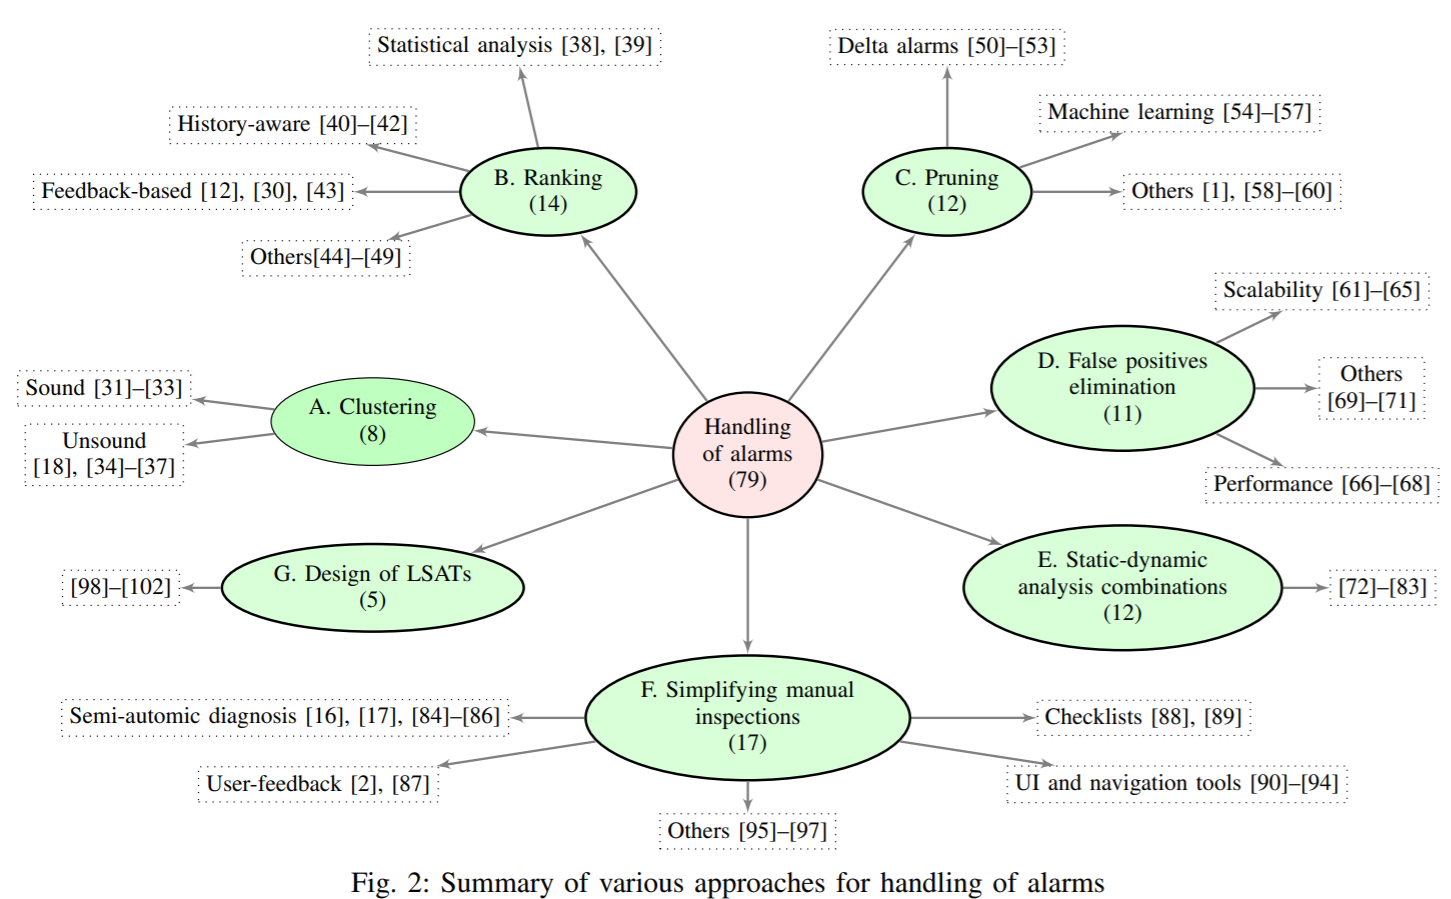 Statistical analysis [38], [39]
Delta alarms [50]–[53]
History-aware [40]–[42]
Machine learning [54]–[57]
Feedback-based [12], [30], [43]
B. Ranking
(14)
C. Pruning
(12)
Others [1], [58]–[60]
Others[44]–[49]
Scalability [61]–[65]
Sound [31]–[33]
Unsound
[18], [34]–[37]
A. Clustering
(8)
Handling
of alarms
(79)
D. False positives
elimination
(11)
Others
[69]–[71]
Performance [66]–[68]
[98]–[102]
G. Design of LSATs
(5)
E. Static-dynamic
analysis combinations
(12)
[72]–[83]
F. Simplifying manual
inspections
(17)
Semi-automic diagnosis [16], [17], [84]–[86]
Checklists [88], [89]
User-feedback [2], [87]
UI and navigation tools [90]–[94]
Others [95]–[97]
Fig. 2: Summary of various approaches for handling of alarms